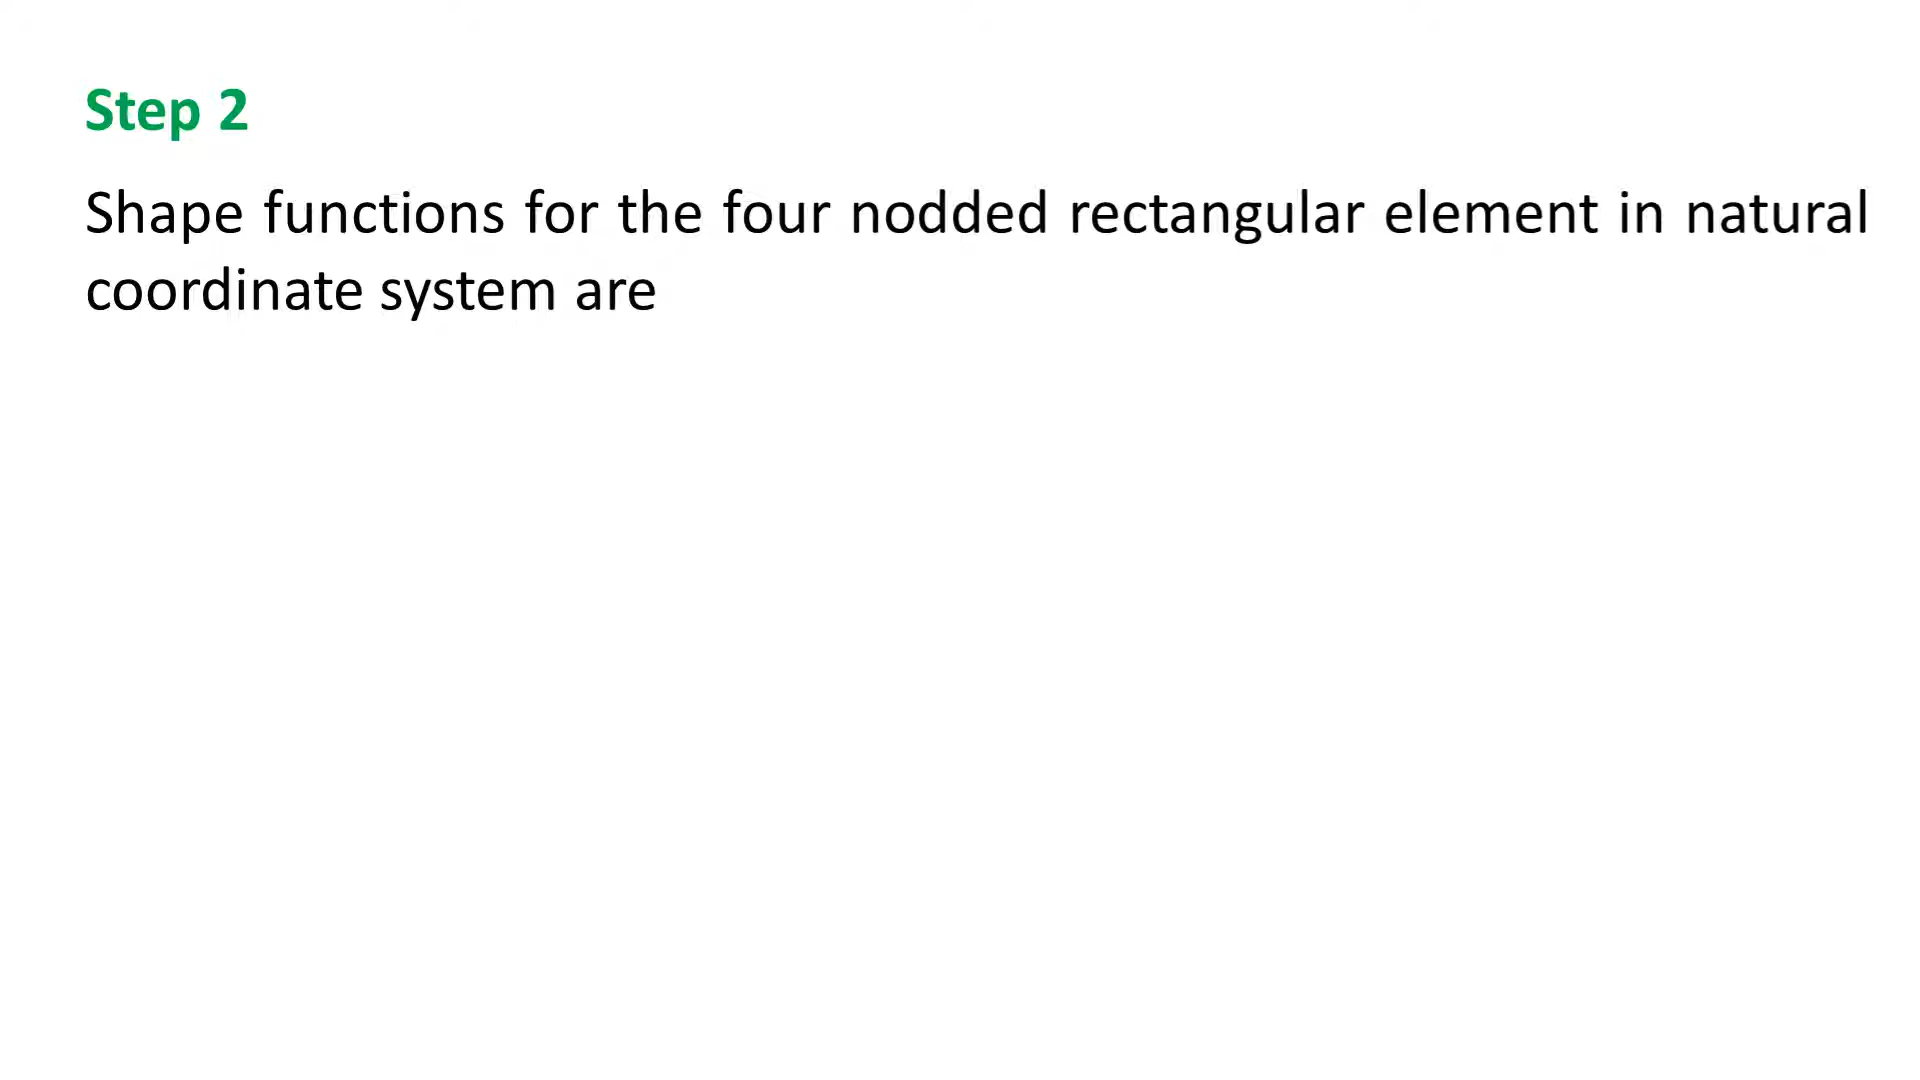 Step 2
Shape functions for the four nodded rectangular element in natural
coordinate system are